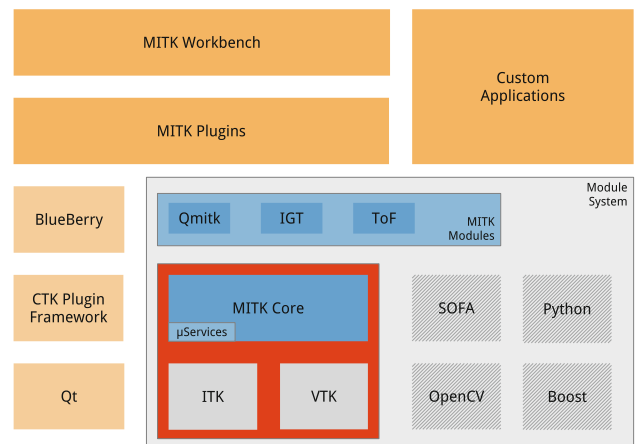 MITK Workbench
Custom
Applications
MITK Plugins
Module
System
BlueBerry
Qmitk
IGT
ToF
MITK
Modules
CTK Plugin
Framework
MITK Core
µServices
SOFA
Python
Qt
ITK
VTK
OpenCV
Boost